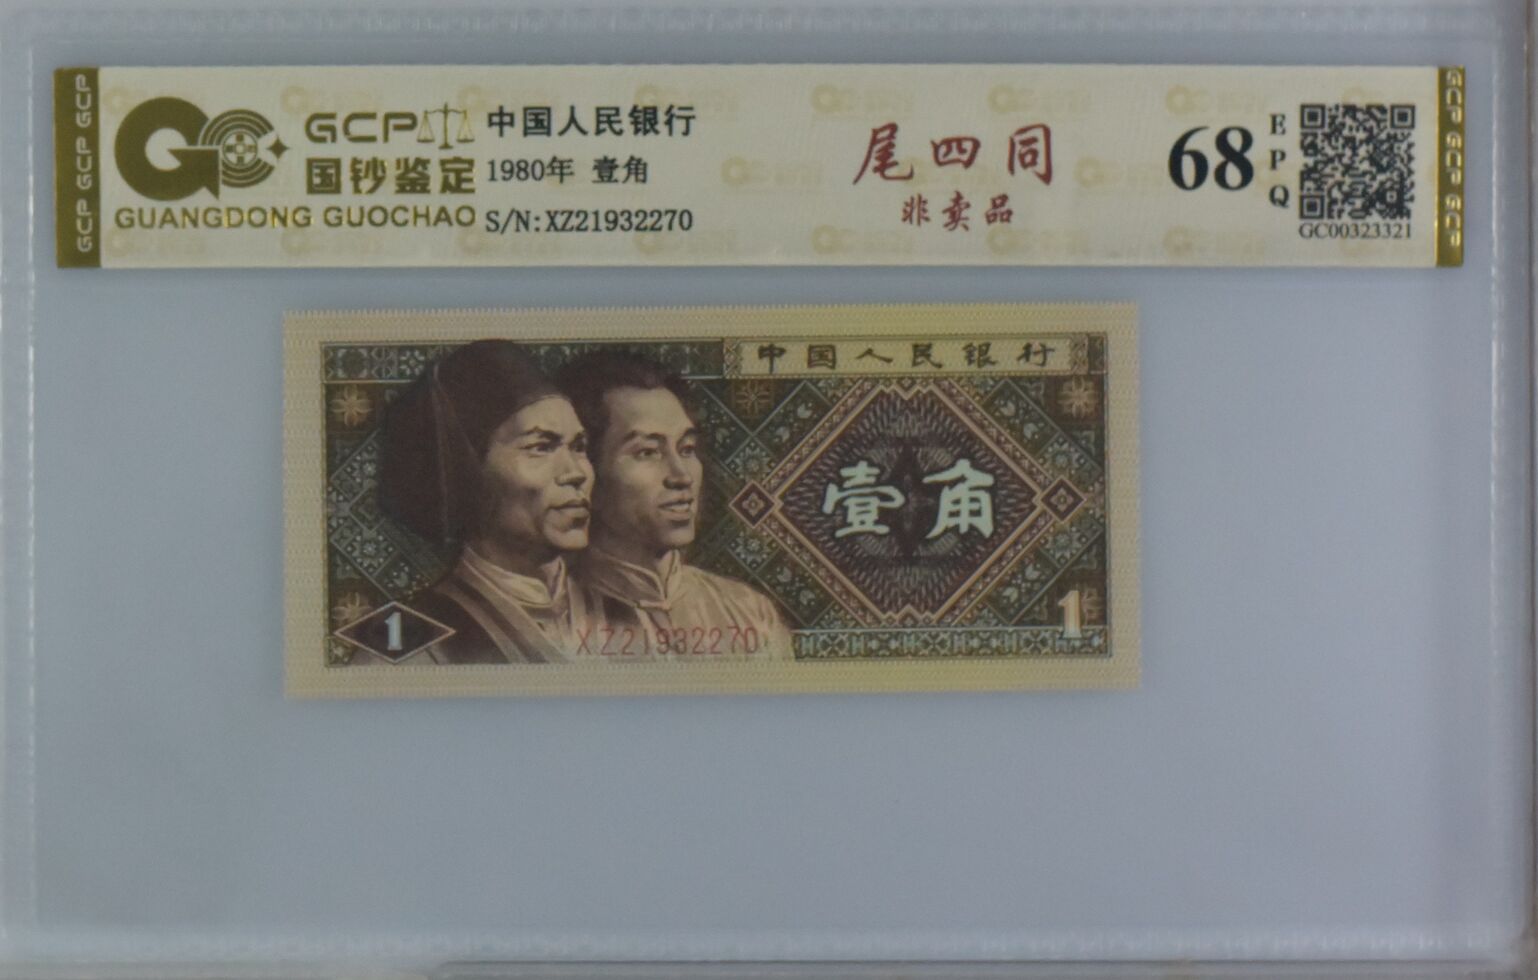 GCP GCP GCP
GCP
国钞鉴定
GUANGDONG GUOCHAO
中国人民银行
1980年 壹角
S/N:XZ21932270
尾四同
非卖品
68
EPQ
GC00323321
GCP GCP GCP
中国人民银行
壹角
1
1
XZ21932270